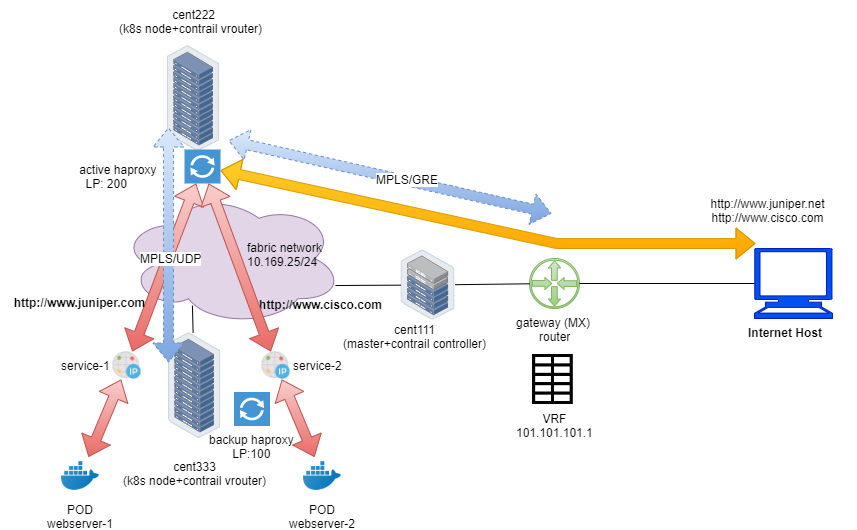 cent222
(k8s node+contrail vrouter)
active haproxy
LP: 200
MPLS/GRE
http://www.juniper.net
http://www.cisco.com
fabric network
10.169.25/24
MPLS/UDP
http://www.juniper.com
http://www.cisco.com
cent111
(master+contrail controller)
gateway (MX)
router
Internet Host
service-1
service-2
VRF
101.101.101.1
backup haproxy
LP:100
cent333
(k8s node+contrail vrouter)
IP
IP
POD
webserver-1
POD
webserver-2